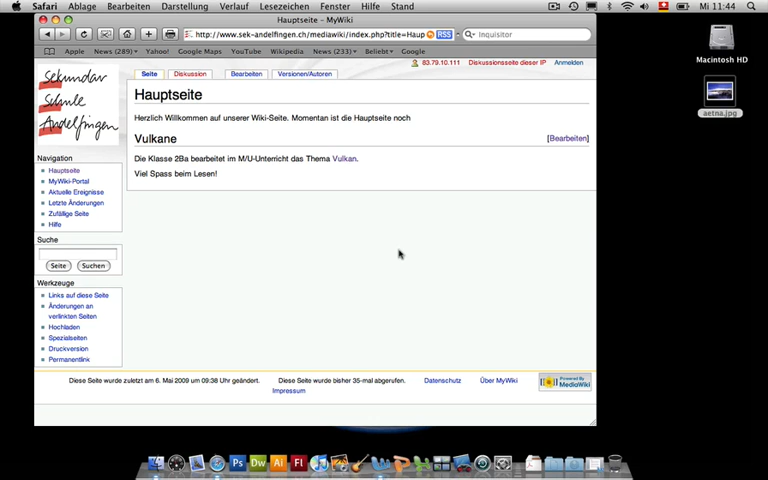 Safari Ablage Bearbeiten Darstellung Verlauf Lesezeichen Fenster Hilfe Stand Mi 11:44
Hauptseite – MyWiki
http://www.sek-andelfingen.ch/mediawiki/index.php?title=Haup RSS Inquisitor
Apple News (289) Yahoo! Google Maps YouTube Wikipedia News (233) Beliebt Google
83.79.10.111 Diskussionsseite dieser IP Anmelden
Seite Diskussion Bearbeiten Versionen/Autoren
Sekundar
Schule
Andelfingen
Hauptseite
Herzlich Willkommen auf unserer Wiki-Seite. Momentan ist die Hauptseite noch
Vulkane [Bearbeiten]
Die Klasse 2Ba bearbeitet im M/U-Unterricht das Thema Vulkan.
Viel Spass beim Lesen!
Navigation
Hauptseite
MyWiki-Portal
Aktuelle Ereignisse
Letzte Änderungen
Zufällige Seite
Hilfe
Suche
Seite Suchen
Werkzeuge
Links auf diese Seite
Änderungen an
verlinkten Seiten
Hochladen
Spezialseiten
Druckversion
Permanentlink
Diese Seite wurde zuletzt am 6. Mai 2009 um 09:38 Uhr geändert. Diese Seite wurde bisher 35-mal abgerufen. Datenschutz Über MyWiki
Impressum
Powered By
MediaWiki
Macintosh HD
aetna.jpg
Ps Dw Ai Fl